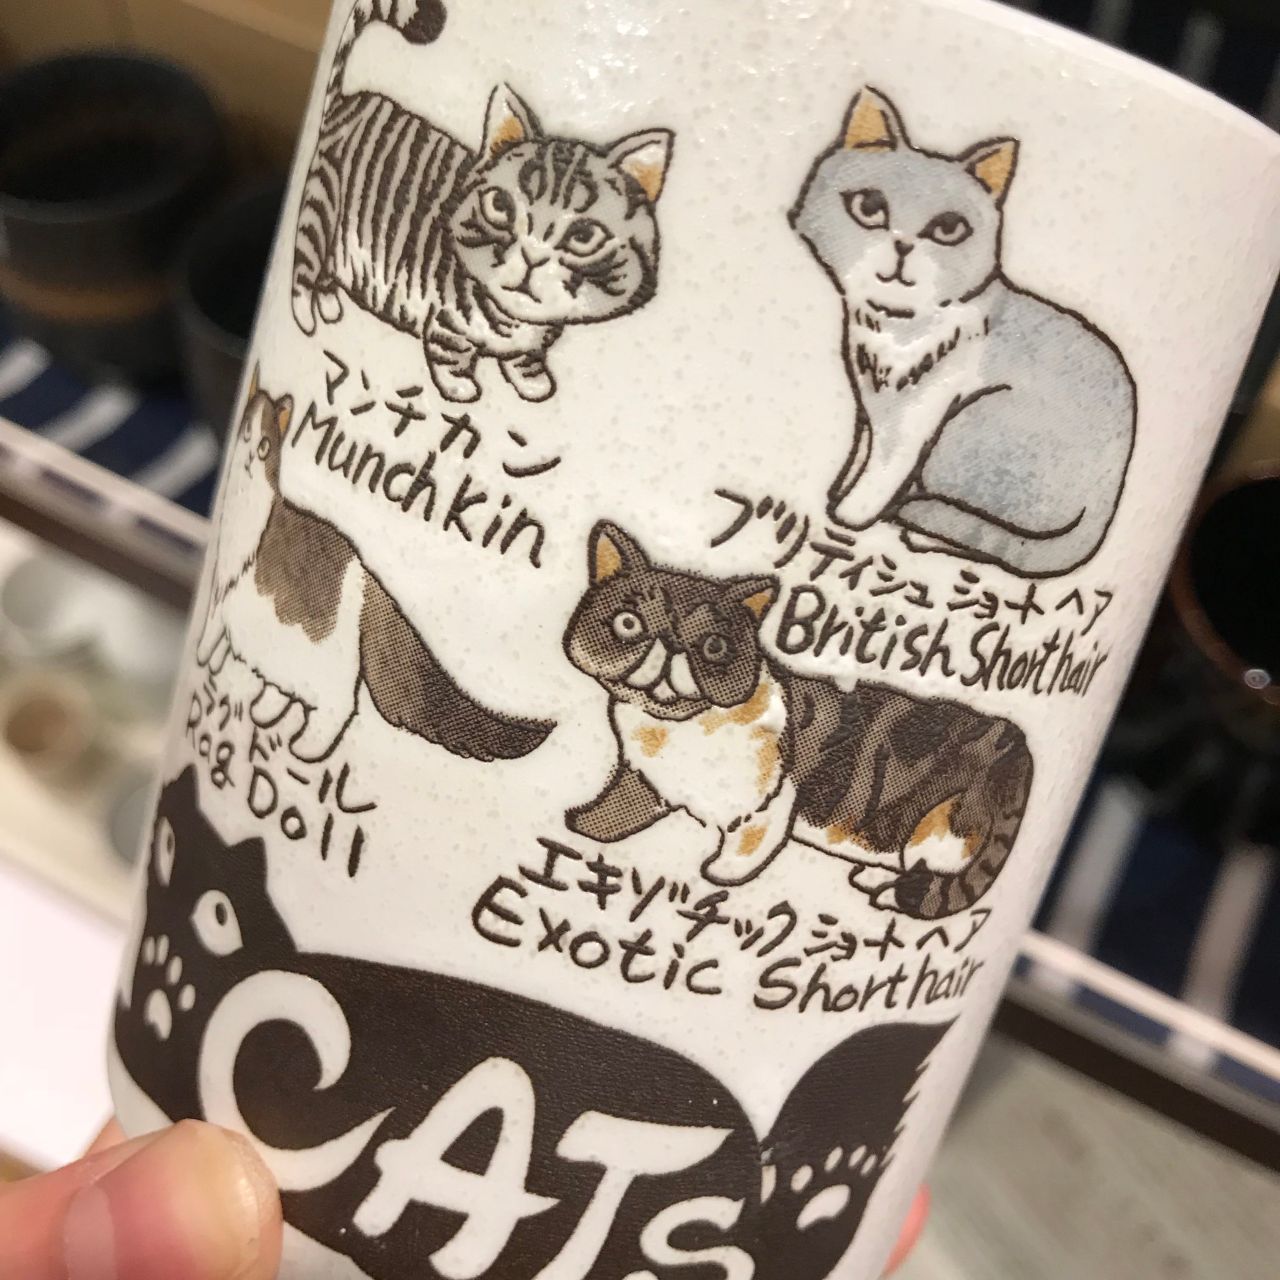 マンチカン
Munchkin
ブリティシュ ショートヘア
British Shorthair
ラグドール
Rag Doll
エキゾチック ショートヘア
Exotic Shorthair
CATS